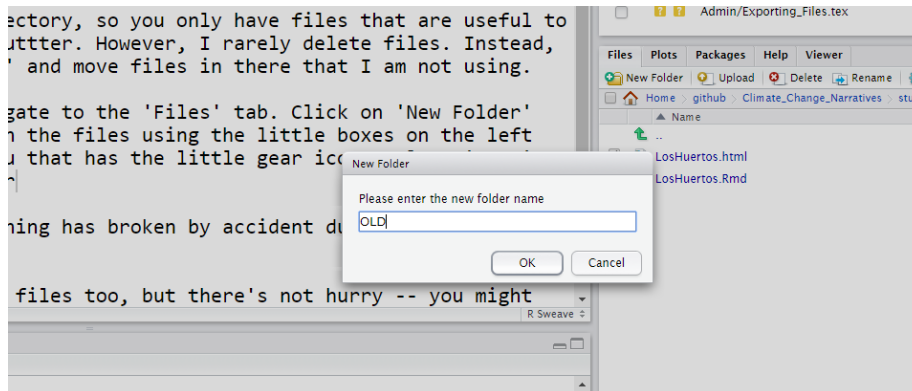 ectory, so you only have files that are useful to
uttter. However, I rarely delete files. Instead,
' and move files in there that I am not using.
gate to the 'Files' tab. Click on 'New Folder'
the files using the little boxes on the left
that has the little gear
hing has broken by accident
files too, but there's not hurry -- you might
R Sweave
New Folder
Please enter the new folder name
OLD
OK
Cancel
Admin/Exporting_Files.tex
Files Plots Packages Help Viewer
New Folder Upload Delete Rename
Home github Climate_Change_Narratives stu
Name
..
LosHuertos.html
LosHuertos.Rmd